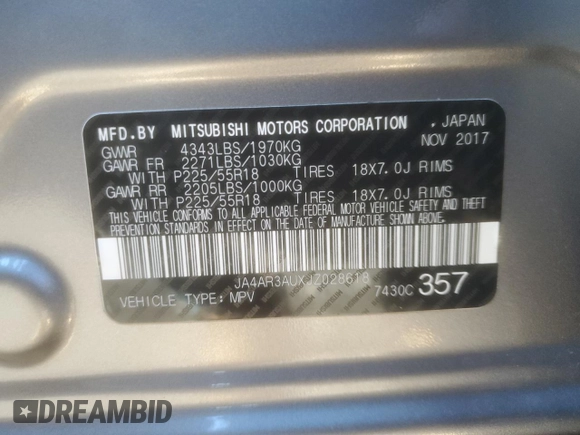 MFD.BY MITSUBISHI MOTORS CORPORATION . JAPAN
GVWR 4343LBS/1970KG NOV 2017
GAWR FR 2271LBS/1030KG
WITH P225/55R18 TIRES 18X7.0J RIMS
GAWR RR 2205LBS/1000KG
WITH P225/55R18 TIRES 18X7.0J RIMS
THIS VEHICLE CONFORMS TO ALL APPLICABLE FEDERAL MOTOR VEHICLE SAFETY AND THEFT
PREVENTION STANDARDS IN EFFECT ON THE DATE OF MANUFACTURE SHOWN ABOVE.
JA4AR3AUXJZ028618
VEHICLE TYPE: MPV 7430C 357
DREAMBID